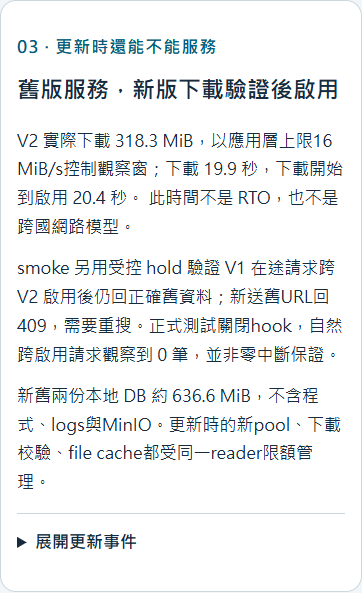 03．更新時還能不能服務
舊版服務．新版下載驗證後啟用
V2 實際下載 318.3 MiB，以應用層上限16
MiB/s控制觀察窗；下載 19.9 秒，下載開始
到啟用 20.4 秒。 此時間不是 RTO，也不是
跨國網路模型。
smoke 另用受控 hold 驗證 V1 在途請求跨
V2 啟用後仍回正確舊資料；新送舊URL回
409，需要重搜。正式測試關閉hook，自然
跨啟用請求觀察到 0 筆，並非零中斷保證。
新舊兩份本地 DB 約 636.6 MiB，不含程
式、logs與MinIO。更新時的新pool、下載
校驗、file cache都受同一reader限額管
理。
▶ 展開更新事件